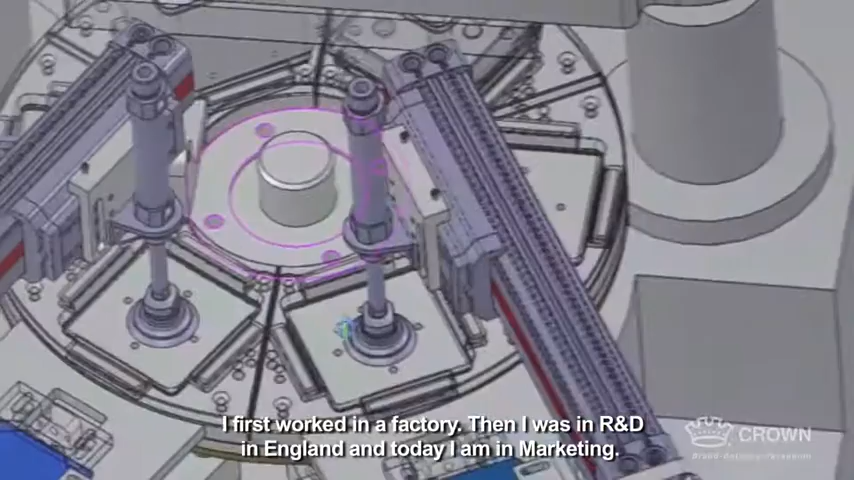 I first worked in a factory. Then I was in R&D
in England and today I am in Marketing.
CROWN